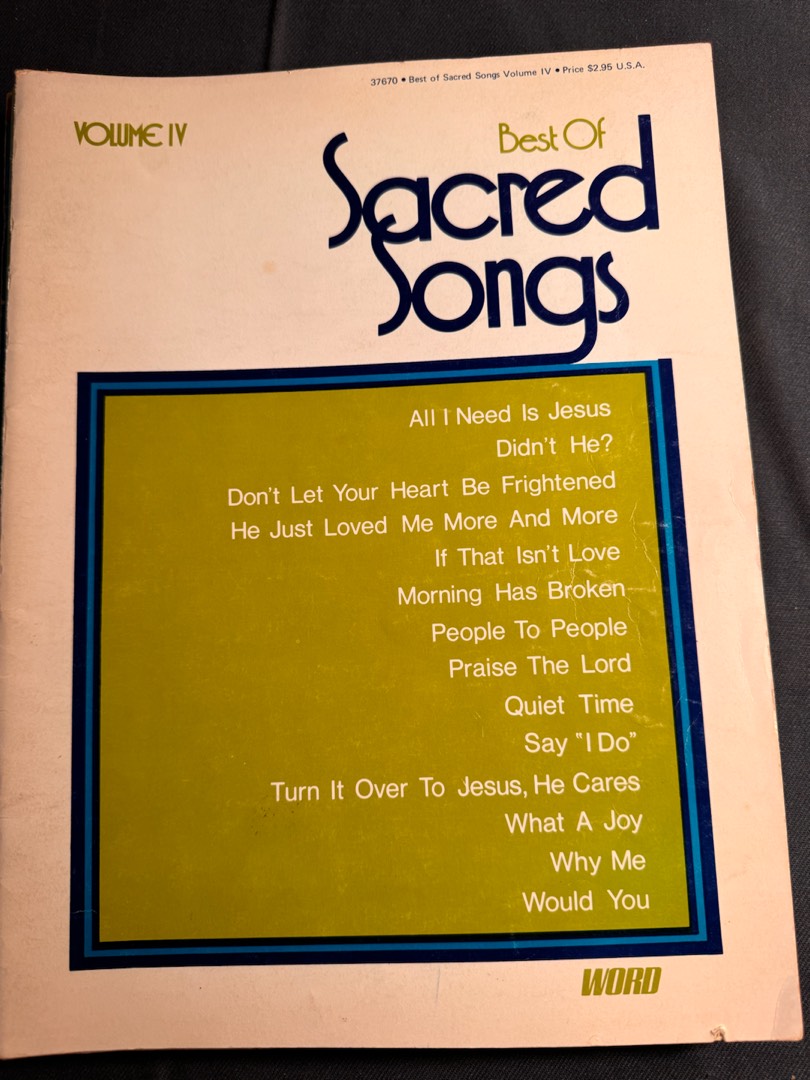 37670 • Best of Sacred Songs Volume IV • Price $2.95 U.S.A.
VOLUME IV
Best Of
Sacred
Songs
All I Need Is Jesus
Didn't He?
Don't Let Your Heart Be Frightened
He Just Loved Me More And More
If That Isn't Love
Morning Has Broken
People To People
Praise The Lord
Quiet Time
Say "I Do"
Turn It Over To Jesus, He Cares
What A Joy
Why Me
Would You
WORD